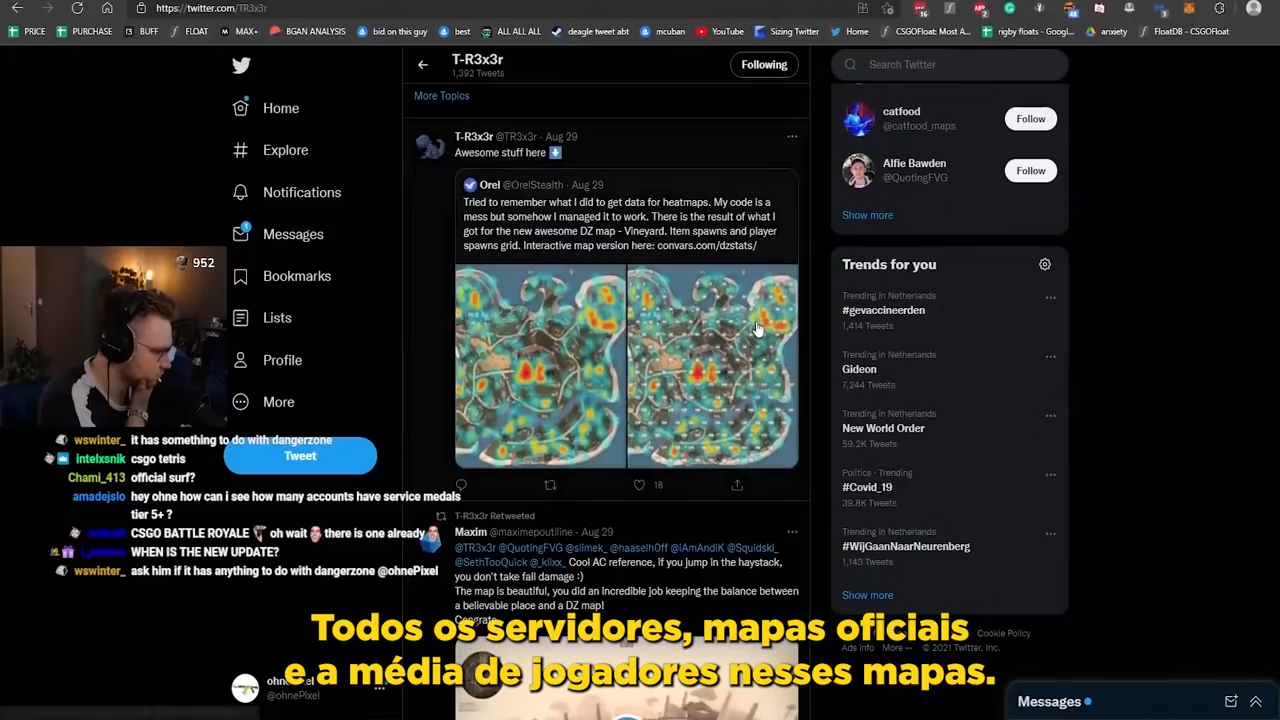 https://twitter.com/TR3x3r
PRICE
PURCHASE
BUFF
FLOAT
MAX+
BGAN ANALYSIS
bid on this guy
best
ALL ALL ALL
deagle tweet abt
mcuban
YouTube
Sizing Twitter
Home
CSGOFloat: Most A...
rigby floats - Googl...
anxiety
FloatDB - CSGOFloat
T-R3x3r
1,392 Tweets
Following
More Topics
Home
Explore
Notifications
Messages
Bookmarks
Lists
Profile
More
Tweet
952
T-R3x3r @TR3x3r · Aug 29
Awesome stuff here
Orel @OrelStealth · Aug 29
Tried to remember what I did to get data for heatmaps. My code is a
mess but somehow I managed it to work. There is the result of what I
got for the new awesome DZ map - Vineyard. Item spawns and player
spawns grid. Interactive map version here: convars.com/dzstats/
18
T-R3x3r Retweeted
Maxim @maximepoutiine · Aug 29
@TR3x3r @QuotingFVG @slimek_ @haaselh0ff @iAmAndiK @Squidski_
@SethTooQuick @_klixx_ Cool AC reference, if you jump in the haystack,
you don't take fall damage :)
The map is beautiful, you did an incredible job keeping the balance between
a believable place and a DZ map!
wswinter_ it has something to do with dangerzone
intelxsnik csgo tetris
Chami_413 official surf?
amadejslo hey ohne how can i see how many accounts have service medals
tier 5+ ?
CSGO BATTLE ROYALE oh wait there is one already
WHEN IS THE NEW UPDATE?
wswinter_ ask him if it has anything to do with dangerzone @ohnePixel
Todos os servidores, mapas oficiais
e a média de jogadores nesses mapas.
@ohnePixel
Search Twitter
catfood
@catfood_maps
Follow
Alfie Bawden
@QuotingFVG
Follow
Show more
Trends for you
Trending in Netherlands
#gevaccineerden
1,414 Tweets
Trending in Netherlands
Gideon
7,244 Tweets
Trending in Netherlands
New World Order
59.2K Tweets
Politics · Trending
#Covid_19
39.8K Tweets
Trending in Netherlands
#WijGaanNaarNeurenberg
1,143 Tweets
Show more
Cookie Policy
Ads info More ··· © 2021 Twitter, Inc.
Messages